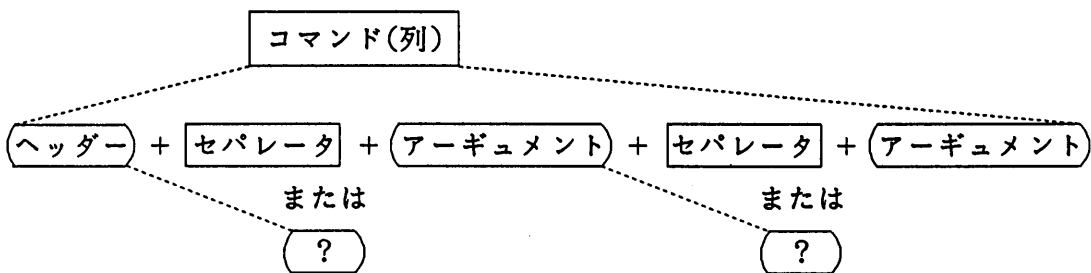 コマンド(列)
ヘッダー + セパレータ + アーギュメント + セパレータ + アーギュメント
または または
? ?